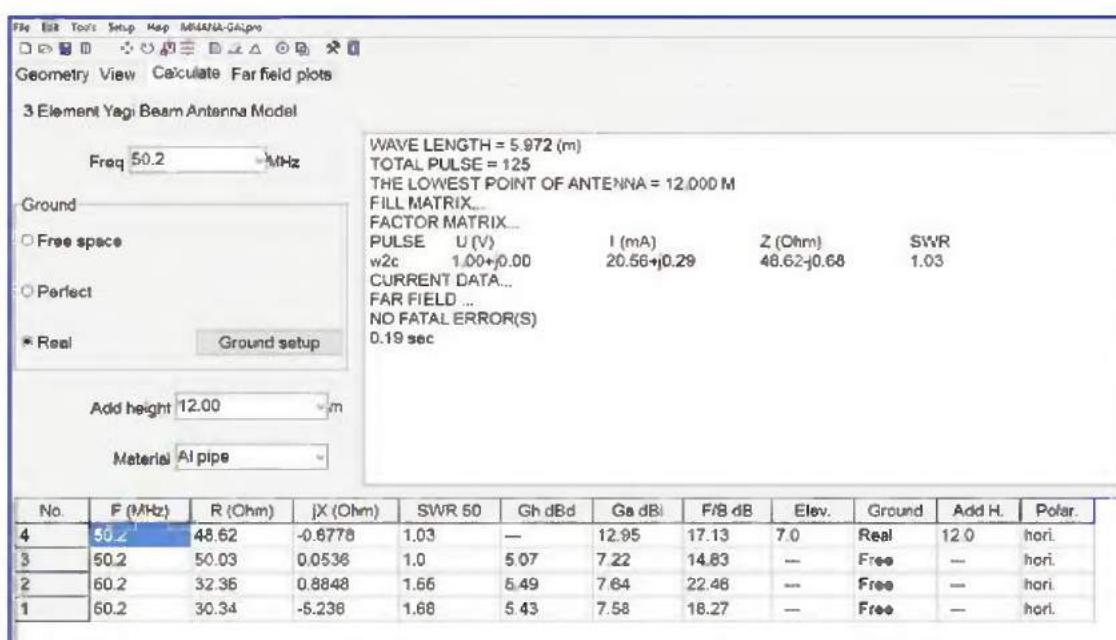 File Edit Tools Setup Help MMANA-GALpro
Geometry View Calculate Far field plots
3 Element Yagi Beam Antenna Model
Freq 50.2 MHz
Ground
Free space
Perfect
Real Ground setup
Add height 12.00 m
Material Al pipe
WAVE LENGTH = 5.972 (m)
TOTAL PULSE = 125
THE LOWEST POINT OF ANTENNA = 12.000 M
FILL MATRIX...
FACTOR MATRIX...
PULSE U (V) I (mA) Z (Ohm) SWR
w2c 1.00+j0.00 20.56+j0.29 48.62-j0.68 1.03
CURRENT DATA...
FAR FIELD ...
NO FATAL ERROR(S)
0.19 sec
No. F (MHz) R (Ohm) jX (Ohm) SWR 50 Gh dBd Ga dBi F/B dB Elev. Ground Add H. Polar.
4 50.2 48.62 -0.6778 1.03 — 12.95 17.13 7.0 Real 12.0 hori.
3 50.2 50.03 0.0536 1.0 5.07 7.22 14.83 — Free — hori.
2 50.2 32.36 0.8848 1.55 5.49 7.64 22.46 — Free — hori.
1 50.2 30.34 -5.236 1.68 5.43 7.58 18.27 — Free — hori.